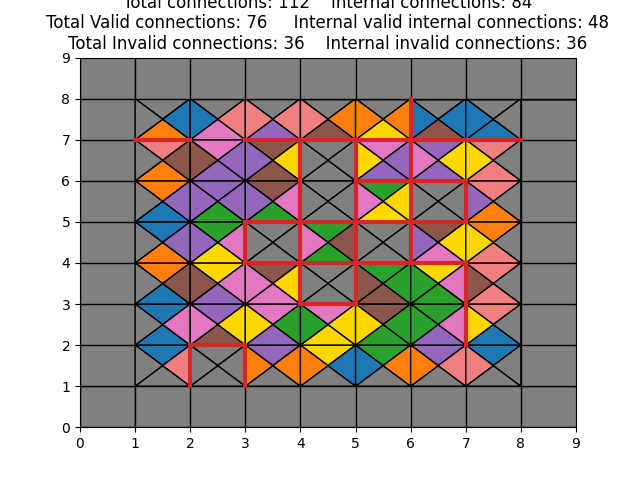 Total connections: 112    Internal connections: 84
Total Valid connections: 76    Internal valid internal connections: 48
Total Invalid connections: 36    Internal invalid connections: 36
9
8
7
6
5
4
3
2
1
0
0 1 2 3 4 5 6 7 8 9